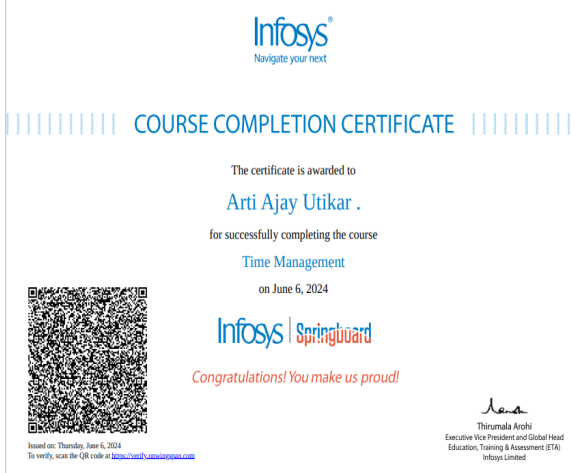 Infosys®
Navigate your next
COURSE COMPLETION CERTIFICATE
The certificate is awarded to
Arti Ajay Utikar .
for successfully completing the course
Time Management
on June 6, 2024
Infosys | Springboard
Congratulations! You make us proud!
Issued on: Thursday, June 6, 2024
To verify, scan the QR code at https://verify.onwingspan.com
Thirumala Arohi
Executive Vice President and Global Head
Education, Training & Assessment (ETA)
Infosys Limited